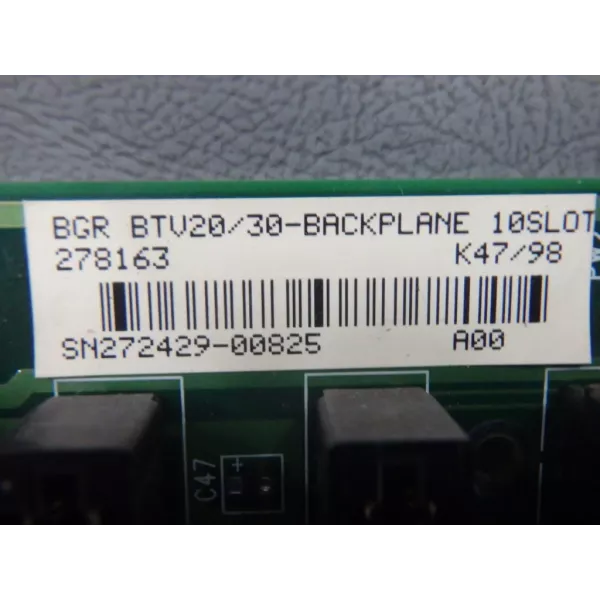 BGR BTV20/30-BACKPLANE 10SLOT
278163 K47/98
SN272429-00825 A00
C47 +